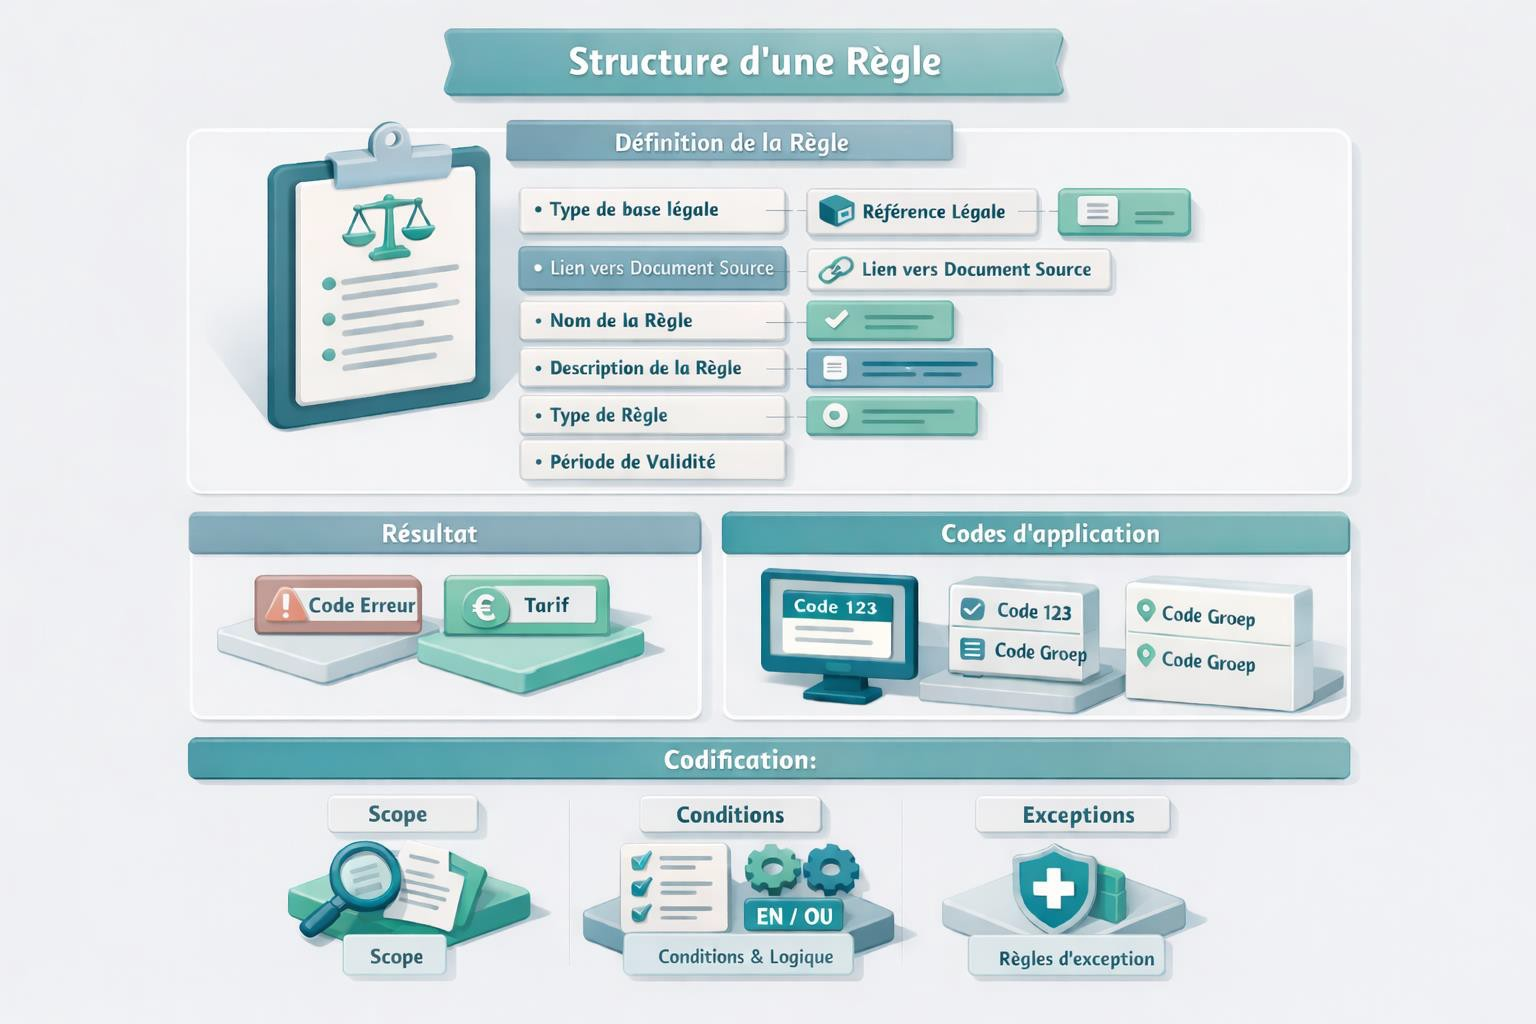 Structure d'une Règle
Définition de la Règle
• Type de base légale
Référence Légale
• Lien vers Document Source
Lien vers Document Source
• Nom de la Règle
• Description de la Règle
• Type de Règle
• Période de Validité
Résultat
Code Erreur
€ Tarif
Codes d'application
Code 123
Code 123
Code Groep
Code Groep
Code Groep
Codification:
Scope
Scope
Conditions
EN / OU
Conditions & Logique
Exceptions
Règles d'exception